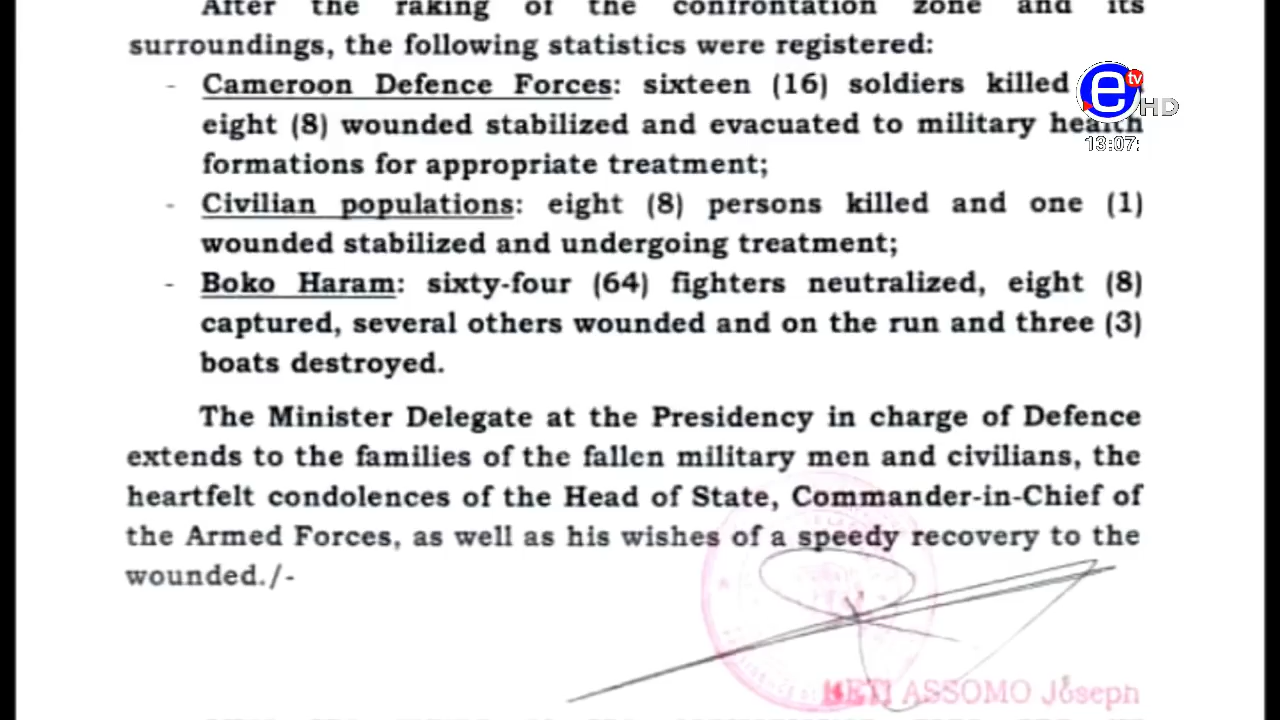 After the raking of the confrontation zone and its
surroundings, the following statistics were registered:
- Cameroon Defence Forces: sixteen (16) soldiers killed
eight (8) wounded stabilized and evacuated to military health
formations for appropriate treatment;
- Civilian populations: eight (8) persons killed and one (1)
wounded stabilized and undergoing treatment;
- Boko Haram: sixty-four (64) fighters neutralized, eight (8)
captured, several others wounded and on the run and three (3)
boats destroyed.
The Minister Delegate at the Presidency in charge of Defence
extends to the families of the fallen military men and civilians, the
heartfelt condolences of the Head of State, Commander-in-Chief of
the Armed Forces, as well as his wishes of a speedy recovery to the
wounded./-
ASSOMO Joseph
e tv
HD
13:07: